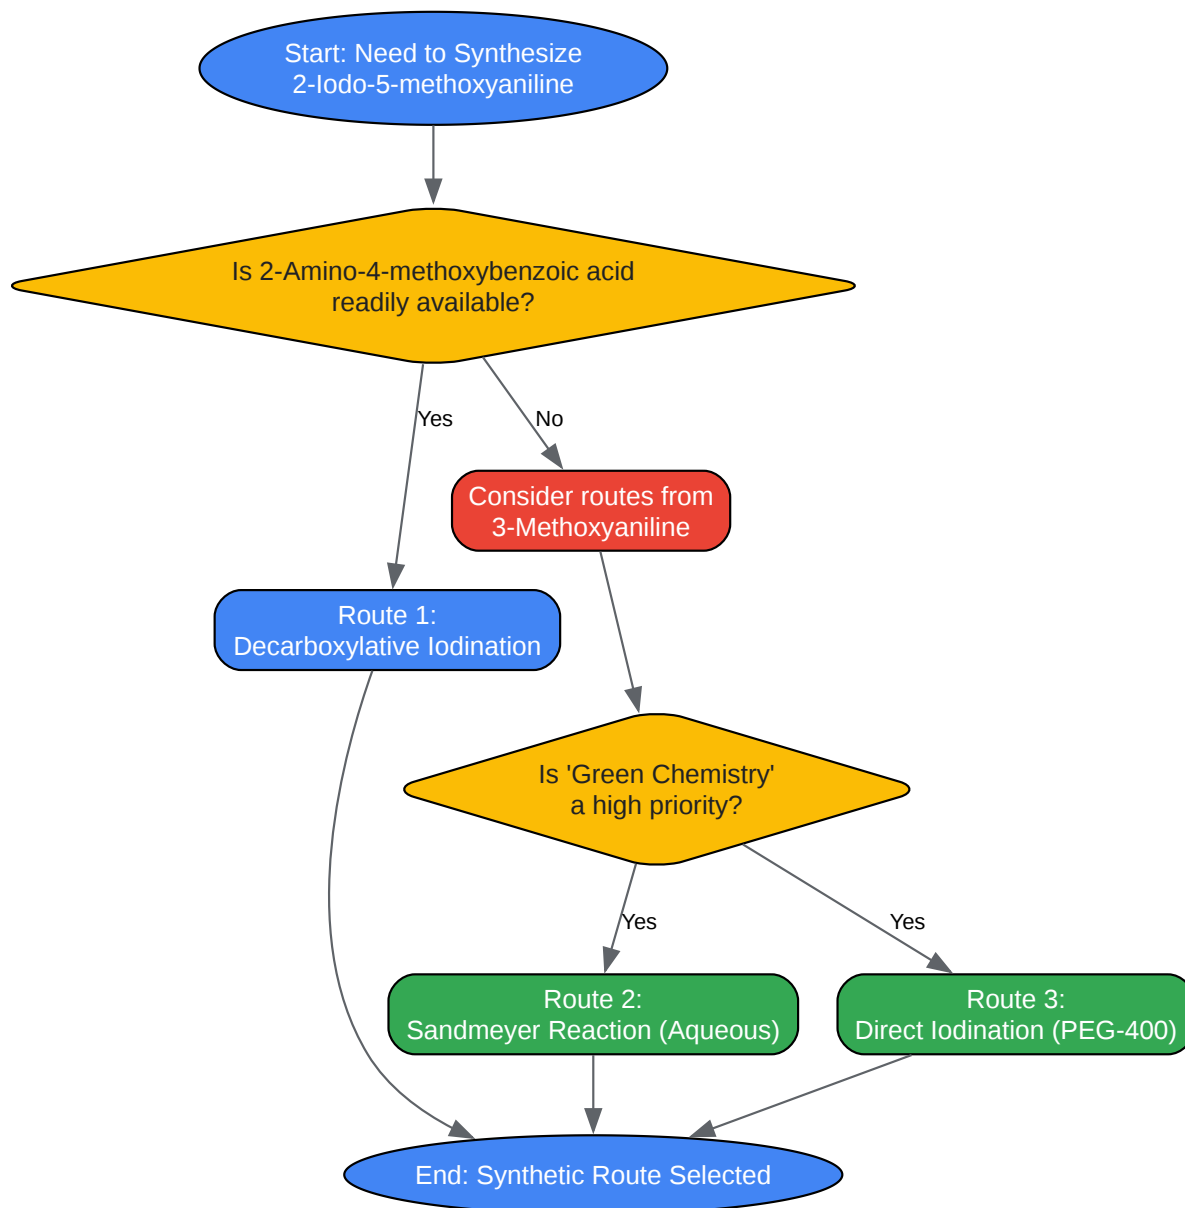 Start: Need to Synthesize
2-Iodo-5-methoxyaniline
Is 2-Amino-4-methoxybenzoic acid
readily available?
Yes
No
Consider routes from
3-Methoxyaniline
Route 1:
Decarboxylative Iodination
Is 'Green Chemistry'
a high priority?
Yes
Yes
Route 2:
Sandmeyer Reaction (Aqueous)
Route 3:
Direct Iodination (PEG-400)
End: Synthetic Route Selected